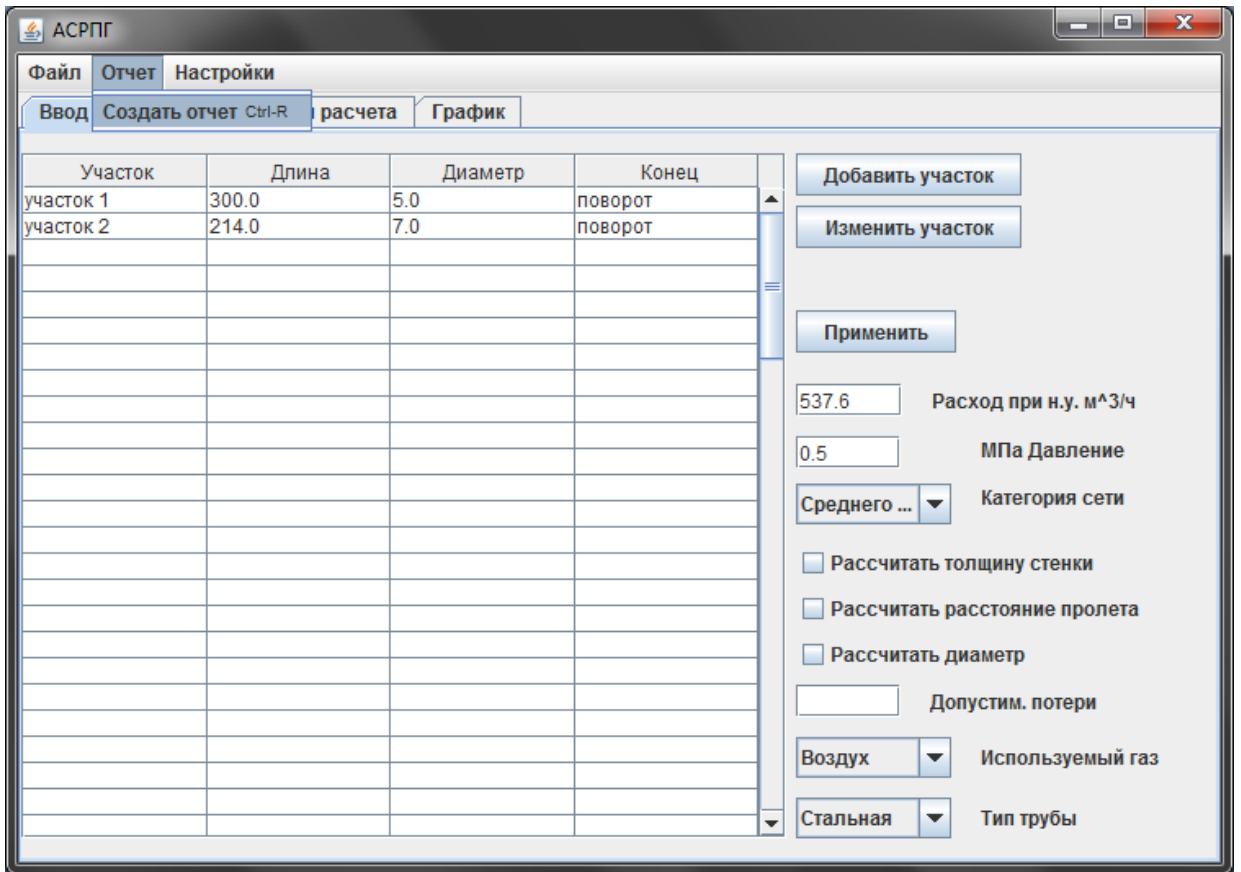 АСРПГ
Файл Отчет Настройки
Ввод Создать отчет Ctrl-R расчета График
Участок Длина Диаметр Конец
участок 1 300.0 5.0 поворот
участок 2 214.0 7.0 поворот
Добавить участок
Изменить участок
Применить
537.6 Расход при н.у. м^3/ч
0.5 МПа Давление
Среднего ... Категория сети
Рассчитать толщину стенки
Рассчитать расстояние пролета
Рассчитать диаметр
Допустим. потери
Воздух Используемый газ
Стальная Тип трубы